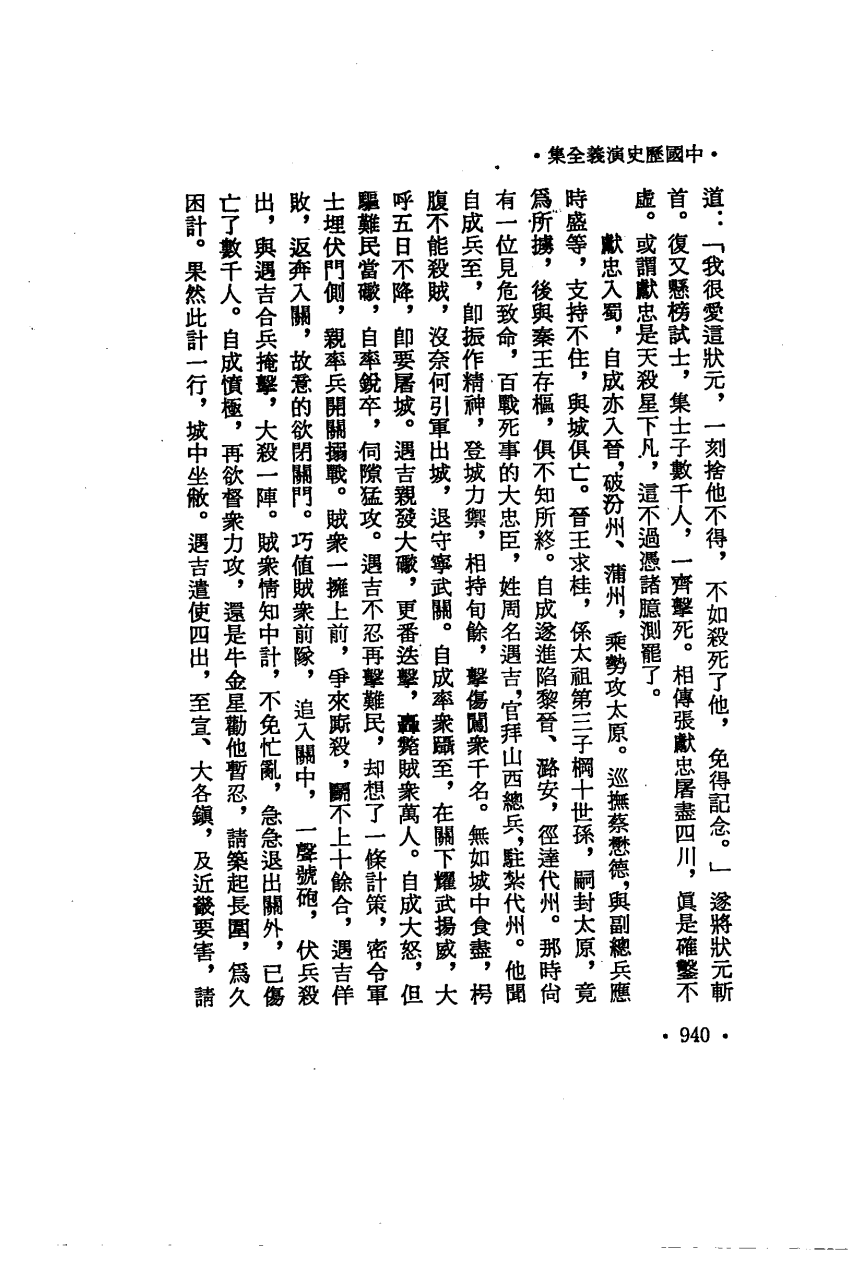 •中國歷史演義全集•
道：「我很愛這狀元，一刻捨他不得，不如殺死了他，免得記念。」遂將狀元斬
首。復又懸榜試士，集士子數千人，一齊擊死。相傳張獻忠屠盡四川，眞是確鑿不
虛。或謂獻忠是天殺星下凡，這不過憑諸臆測罷了。
獻忠入蜀，自成亦入晉，破汾州、蒲州，乘勢攻太原。巡撫蔡懋德，與副總兵應
時盛等，支持不住，與城俱亡。晉王求桂，係太祖第三子棡十世孫，嗣封太原，竟
爲所擄，後與秦王存樞，俱不知所終。自成遂進陷黎晉、潞安，徑達代州。那時尙
有一位見危致命，百戰死事的大忠臣，姓周名遇吉，官拜山西總兵，駐紮代州。他聞
自成兵至，卽振作精神，登城力禦，相持旬餘，擊傷闖衆千名。無如城中食盡，枵
腹不能殺賊，沒奈何引軍出城，退守寧武關。自成率衆躡至，在關下耀武揚威，大
呼五日不降，卽要屠城。遇吉親發大礮，更番迭擊，轟斃賊衆萬人。自成大怒，但
驅難民當礮，自率銳卒，伺隙猛攻。遇吉不忍再擊難民，却想了一條計策，密令軍
士埋伏門側，親率兵開關搦戰。賊衆一擁上前，爭來厮殺，鬭不上十餘合，遇吉佯
敗，返奔入關，故意的欲閉關門。巧値賊衆前隊，追入關中，一聲號砲，伏兵殺
出，與遇吉合兵掩擊，大殺一陣。賊衆情知中計，不免忙亂，急急退出關外，已傷
亡了數千人。自成憤極，再欲督衆力攻，還是牛金星勸他暫忍，請築起長圍，爲久
困計。果然此計一行，城中坐敝。遇吉遣使四出，至宣、大各鎭，及近畿要害，請
•940•